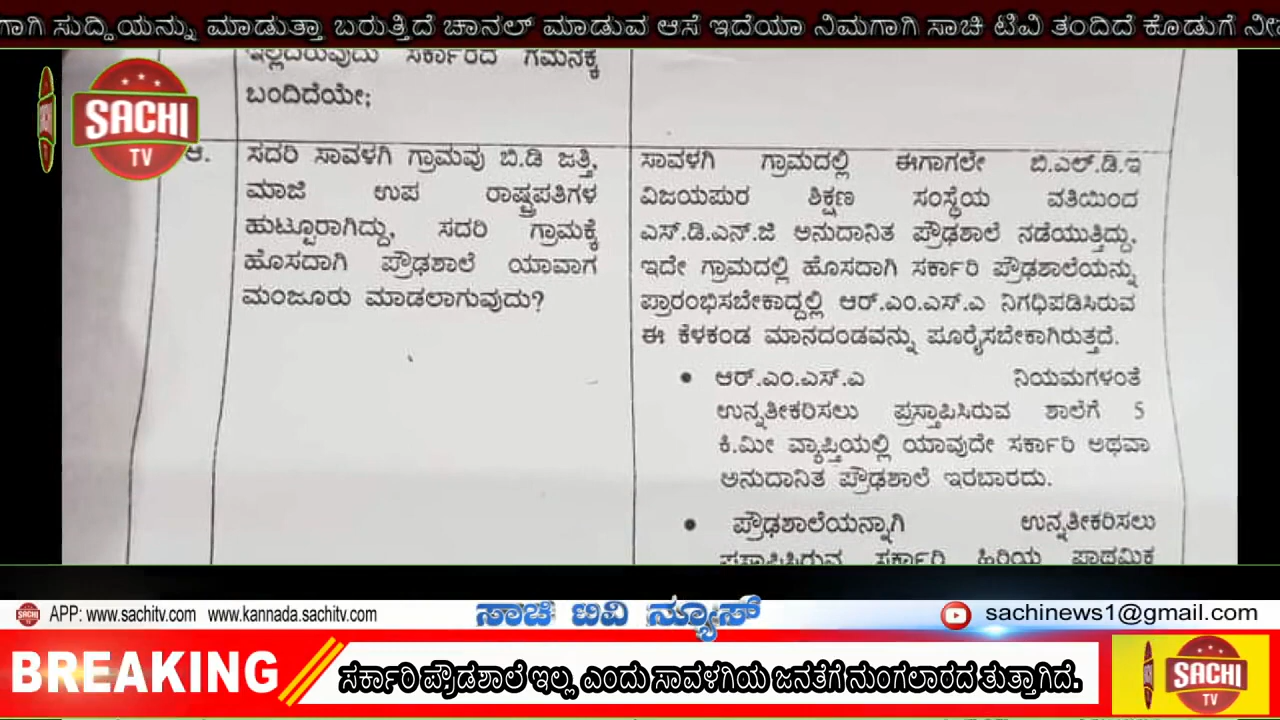 ಗಾಗಿ ಸುದ್ದಿಯನ್ನು ಮಾಡುತ್ತಾ ಬರುತ್ತಿದೆ ಚಾನಲ್ ಮಾಡುವ ಆಸೆ ಇದೆಯಾ ನಿಮಗಾಗಿ ಸಾಚಿ ಟಿವಿ ತಂದಿದೆ ಕೊಡುಗೆ
ಇಲ್ಲದಿರುವುದು ಸರ್ಕಾರದ ಗಮನಕ್ಕೆ
ಬಂದಿದೆಯೇ;
SACHI
TV
ಆ.
ಸದರಿ ಸಾವಳಗಿ ಗ್ರಾಮವು ಬಿ.ಡಿ ಜತ್ತಿ,
ಮಾಜಿ ಉಪ ರಾಷ್ಟ್ರಪತಿಗಳ
ಹುಟ್ಟೂರಾಗಿದ್ದು, ಸದರಿ ಗ್ರಾಮಕ್ಕೆ
ಹೊಸದಾಗಿ ಪ್ರೌಢಶಾಲೆ ಯಾವಾಗ
ಮಂಜೂರು ಮಾಡಲಾಗುವುದು?
ಸಾವಳಗಿ ಗ್ರಾಮದಲ್ಲಿ ಈಗಾಗಲೇ ಬಿ.ಎಲ್.ಡಿ.ಇ
ವಿಜಯಪುರ ಶಿಕ್ಷಣ ಸಂಸ್ಥೆಯ ವತಿಯಿಂದ
ಎಸ್.ಡಿ.ಎನ್.ಜಿ ಅನುದಾನಿತ ಪ್ರೌಢಶಾಲೆ ನಡೆಯುತ್ತಿದ್ದು,
ಇದೇ ಗ್ರಾಮದಲ್ಲಿ ಹೊಸದಾಗಿ ಸರ್ಕಾರಿ ಪ್ರೌಢಶಾಲೆಯನ್ನು
ಪ್ರಾರಂಭಿಸಬೇಕಾದ್ದಲ್ಲಿ ಆರ್.ಎಂ.ಎಸ್.ಎ ನಿಗಧಿಪಡಿಸಿರುವ
ಈ ಕೆಳಕಂಡ ಮಾನದಂಡವನ್ನು ಪೂರೈಸಬೇಕಾಗಿರುತ್ತದೆ.
• ಆರ್.ಎಂ.ಎಸ್.ಎ ನಿಯಮಗಳಂತೆ
ಉನ್ನತೀಕರಿಸಲು ಪ್ರಸ್ತಾಪಿಸಿರುವ ಶಾಲೆಗೆ 5
ಕಿ.ಮೀ ವ್ಯಾಪ್ತಿಯಲ್ಲಿ ಯಾವುದೇ ಸರ್ಕಾರಿ ಅಥವಾ
ಅನುದಾನಿತ ಪ್ರೌಢಶಾಲೆ ಇರಬಾರದು.
• ಪ್ರೌಢಶಾಲೆಯನ್ನಾಗಿ ಉನ್ನತೀಕರಿಸಲು
ಪ್ರಸ್ತಾಪಿಸಿರುವ ಸರ್ಕಾರಿ ಹಿರಿಯ ಪ್ರಾಥಮಿಕ
APP: www.sachitv.com www.kannada.sachitv.com
ಸಾಚಿ ಟಿವಿ ನ್ಯೂಸ್
sachinews1@gmail.com
BREAKING
ಸರ್ಕಾರಿ ಪ್ರೌಢಶಾಲೆ ಇಲ್ಲ ಎಂದು ಸಾವಳಗಿಯ ಜನತೆಗೆ ನುಂಗಲಾರದ ತುತ್ತಾಗಿದೆ.
SACHI
TV